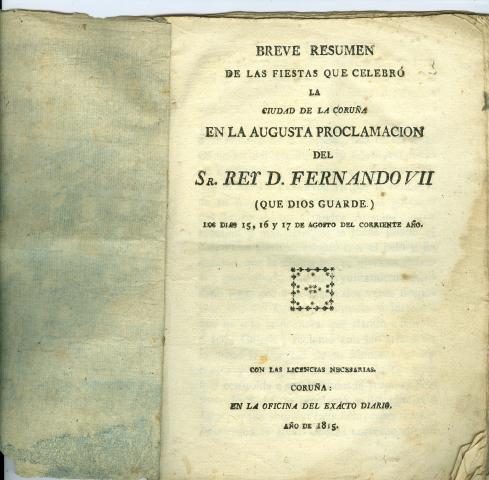 BREVE RESUMEN
DE LAS FIESTAS QUE CELEBRÓ
LA
CIUDAD DE LA CORUÑA
EN LA AUGUSTA PROCLAMACION
DEL
SR. REY D. FERNANDO VII
(QUE DIOS GUARDE.)
LOS DIAS 15, 16 Y 17 DE AGOSTO DEL CORRIENTE AÑO.
CON LAS LICENCIAS NECESARIAS.
CORUÑA:
EN LA OFICINA DEL EXÁCTO DIARIO.
AÑO DE 1815.